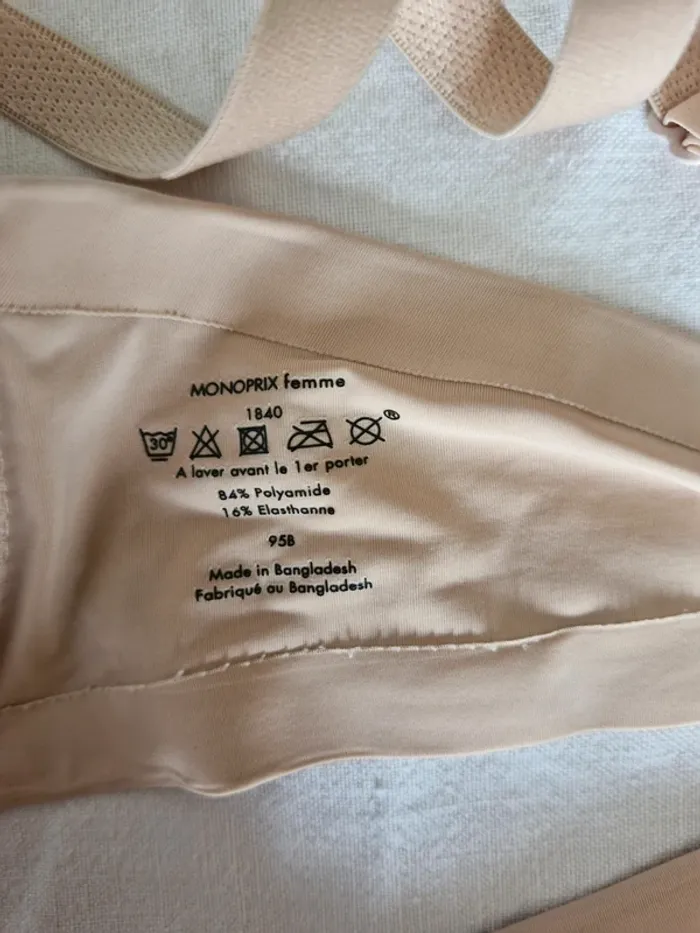 MONOPRIX femme
1840
30°
®
A laver avant le 1er porter
84% Polyamide
16% Elasthanne
95B
Made in Bangladesh
Fabriqué au Bangladesh